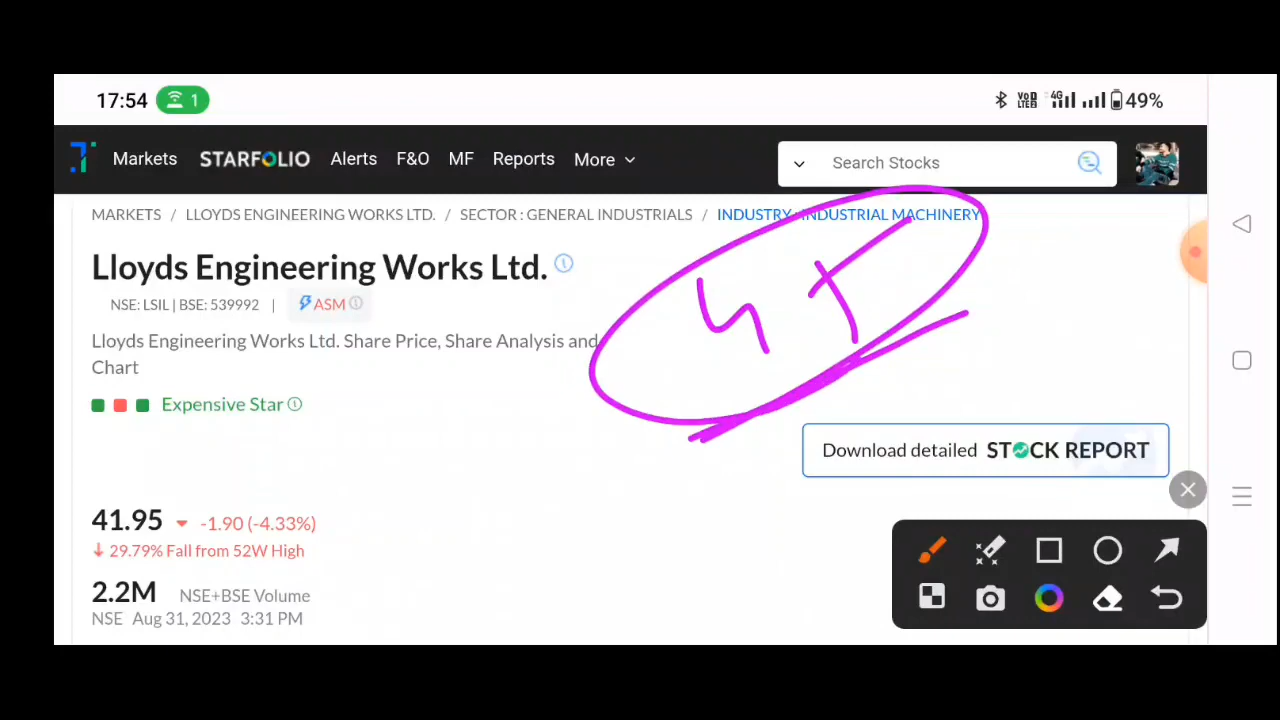 17:54 1 VoD LTE 4G 49%
Markets STARFOLIO Alerts F&O MF Reports More Search Stocks
MARKETS / LLOYDS ENGINEERING WORKS LTD. / SECTOR : GENERAL INDUSTRIALS / INDUSTRY : INDUSTRIAL MACHINERY
Lloyds Engineering Works Ltd.
NSE: LSIL | BSE: 539992 | ASM
Lloyds Engineering Works Ltd. Share Price, Share Analysis and
Chart
Expensive Star
Download detailed STOCK REPORT
41.95 -1.90 (-4.33%)
29.79% Fall from 52W High
2.2M NSE+BSE Volume
NSE Aug 31, 2023 3:31 PM